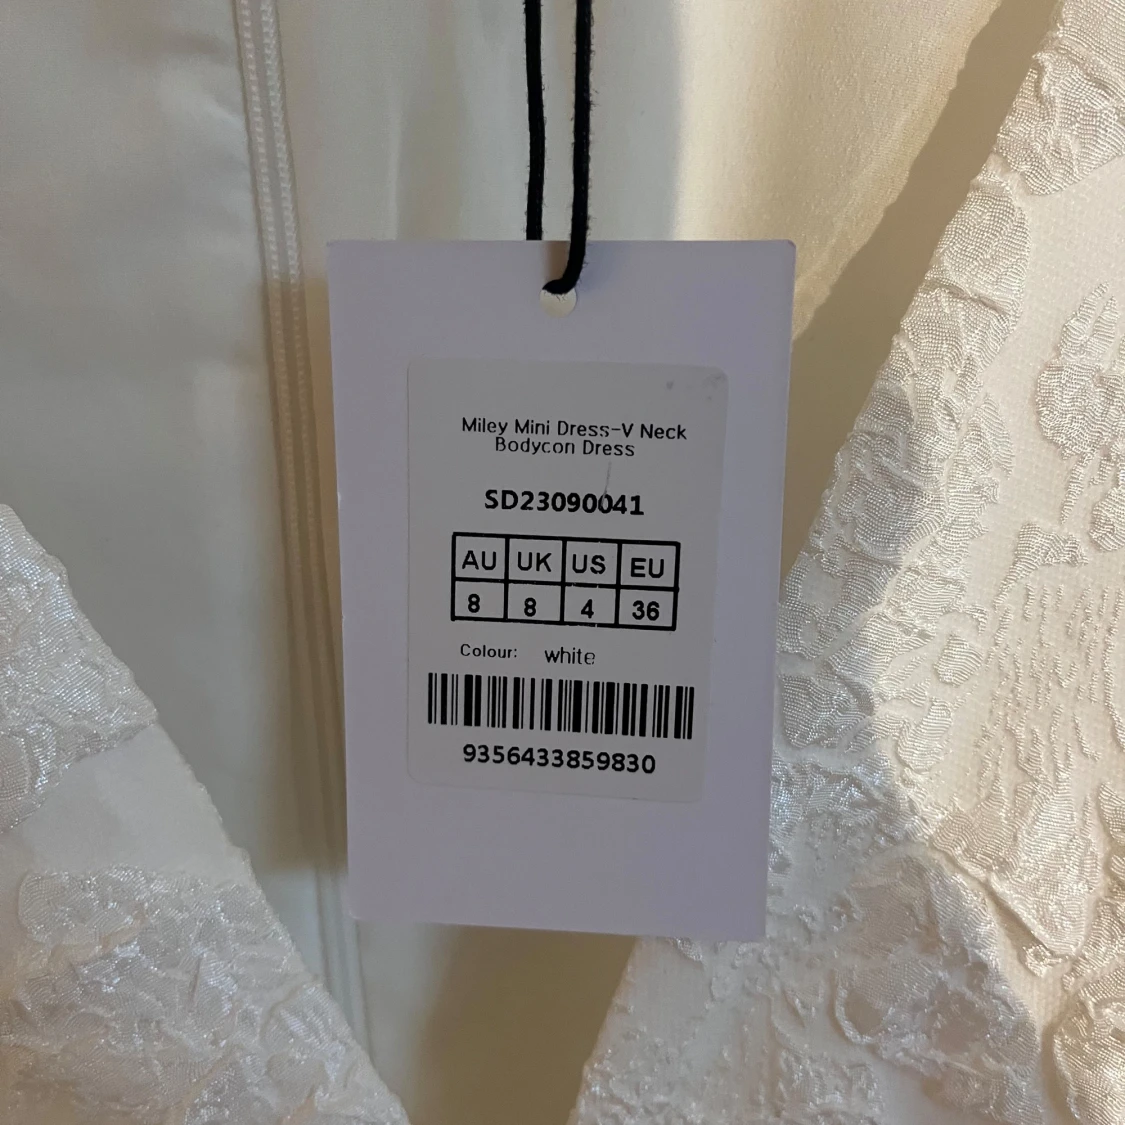 Miley Mini Dress-V Neck
Bodycon Dress
SD23090041
AU UK US EU
8 8 4 36
Colour: white
9356433859830